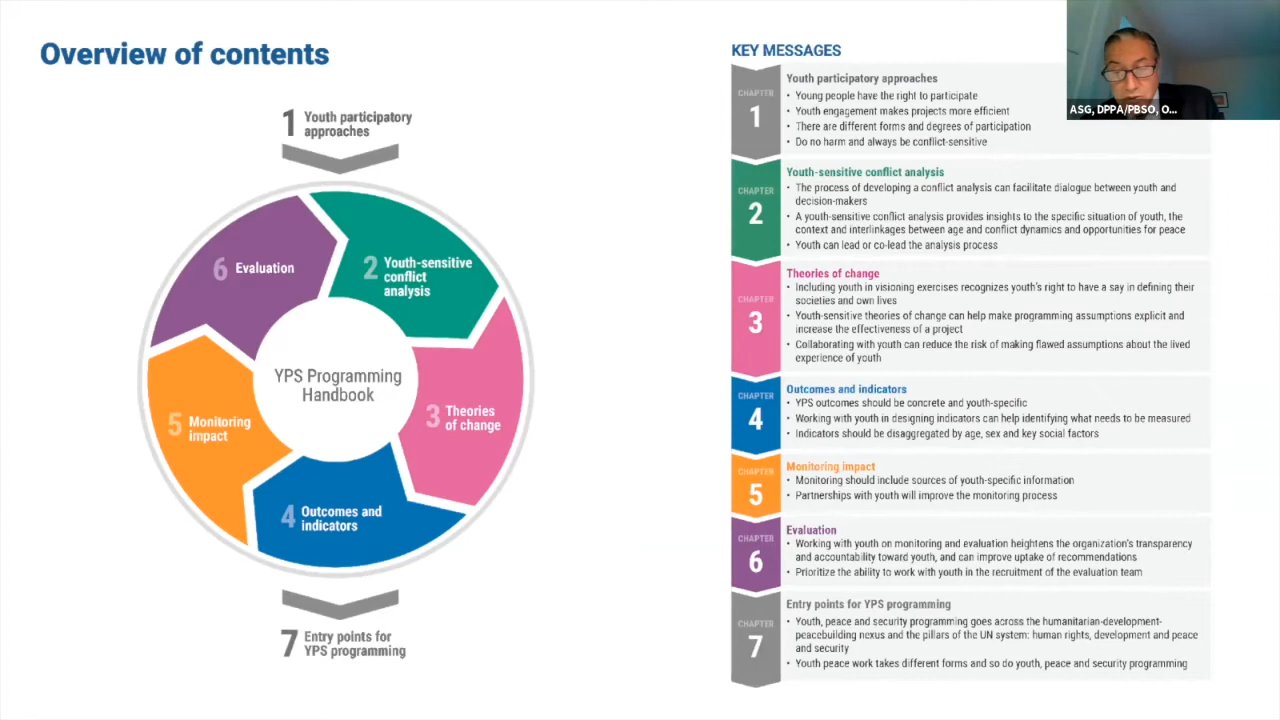 Overview of contents
1 Youth participatory
approaches
2 Youth-sensitive
conflict
analysis
3 Theories
of change
4 Outcomes and
indicators
5 Monitoring
impact
6 Evaluation
YPS Programming
Handbook
7 Entry points for
YPS programming
KEY MESSAGES
CHAPTER
1
Youth participatory approaches
• Young people have the right to participate
• Youth engagement makes projects more efficient
• There are different forms and degrees of participation
• Do no harm and always be conflict-sensitive
CHAPTER
2
Youth-sensitive conflict analysis
• The process of developing a conflict analysis can facilitate dialogue between youth and
decision-makers
• A youth-sensitive conflict analysis provides insights to the specific situation of youth, the
context and interlinkages between age and conflict dynamics and opportunities for peace
• Youth can lead or co-lead the analysis process
CHAPTER
3
Theories of change
• Including youth in visioning exercises recognizes youth's right to have a say in defining their
societies and own lives
• Youth-sensitive theories of change can help make programming assumptions explicit and
increase the effectiveness of a project
• Collaborating with youth can reduce the risk of making flawed assumptions about the lived
experience of youth
CHAPTER
4
Outcomes and indicators
• YPS outcomes should be concrete and youth-specific
• Working with youth in designing indicators can help identifying what needs to be measured
• Indicators should be disaggregated by age, sex and key social factors
CHAPTER
5
Monitoring impact
• Monitoring should include sources of youth-specific information
• Partnerships with youth will improve the monitoring process
CHAPTER
6
Evaluation
• Working with youth on monitoring and evaluation heightens the organization's transparency
and accountability toward youth, and can improve uptake of recommendations
• Prioritize the ability to work with youth in the recruitment of the evaluation team
CHAPTER
7
Entry points for YPS programming
• Youth, peace and security programming goes across the humanitarian-development-
peacebuilding nexus and the pillars of the UN system: human rights, development and peace
and security
• Youth peace work takes different forms and so do youth, peace and security programming
ASG, DPPA/PBSO, O...